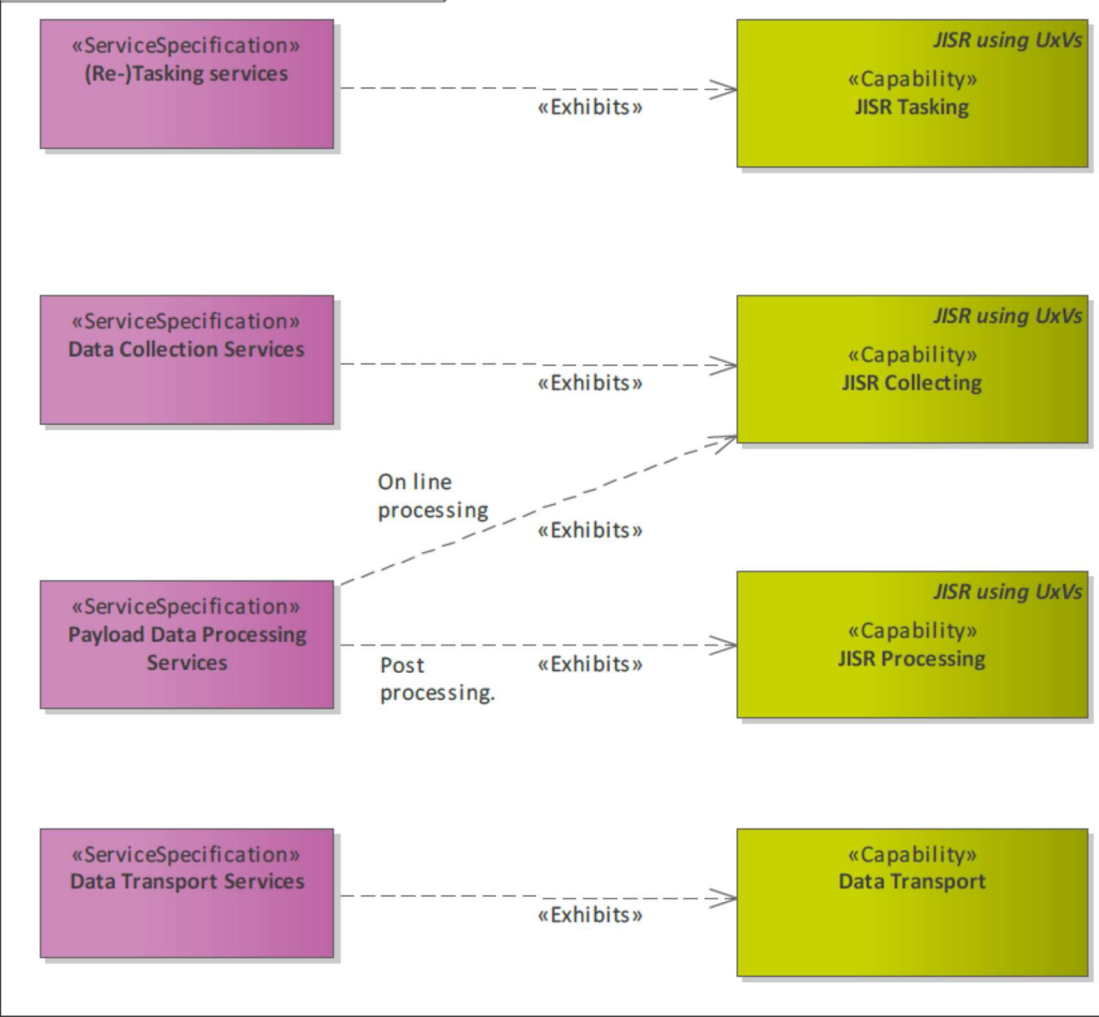 «ServiceSpecification»
(Re-)Tasking services
«Exhibits»
JISR using UxVs
«Capability»
JISR Tasking
«ServiceSpecification»
Data Collection Services
«Exhibits»
JISR using UxVs
«Capability»
JISR Collecting
On line
processing
«Exhibits»
«ServiceSpecification»
Payload Data Processing
Services
Post
processing.
«Exhibits»
JISR using UxVs
«Capability»
JISR Processing
«ServiceSpecification»
Data Transport Services
«Exhibits»
«Capability»
Data Transport